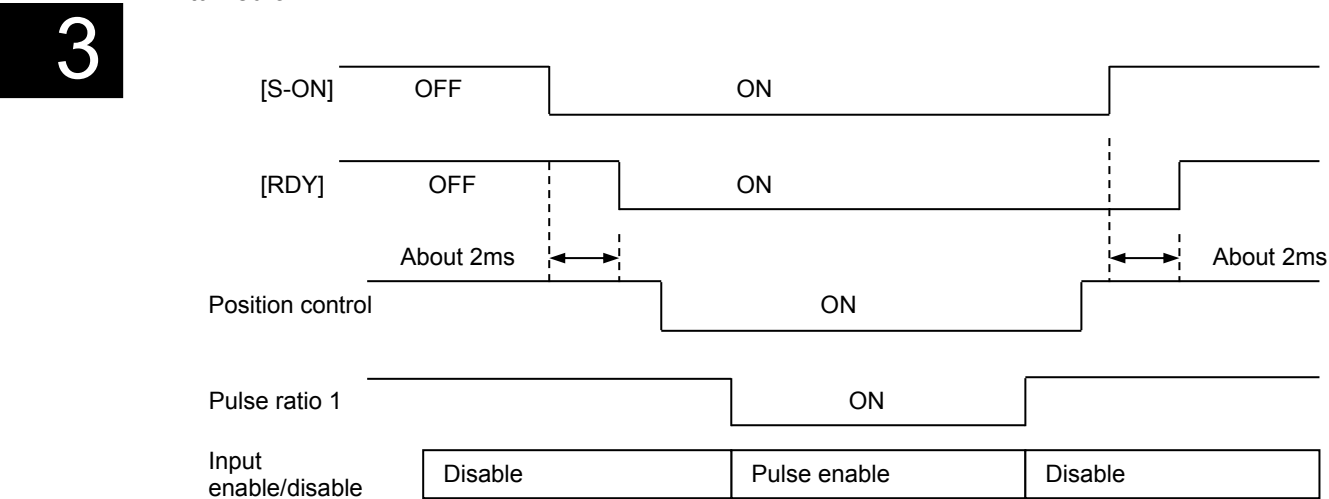 3
[S-ON] OFF ON
[RDY] OFF ON
About 2ms About 2ms
Position control ON
Pulse ratio 1 ON
Input
enable/disable Disable Pulse enable Disable